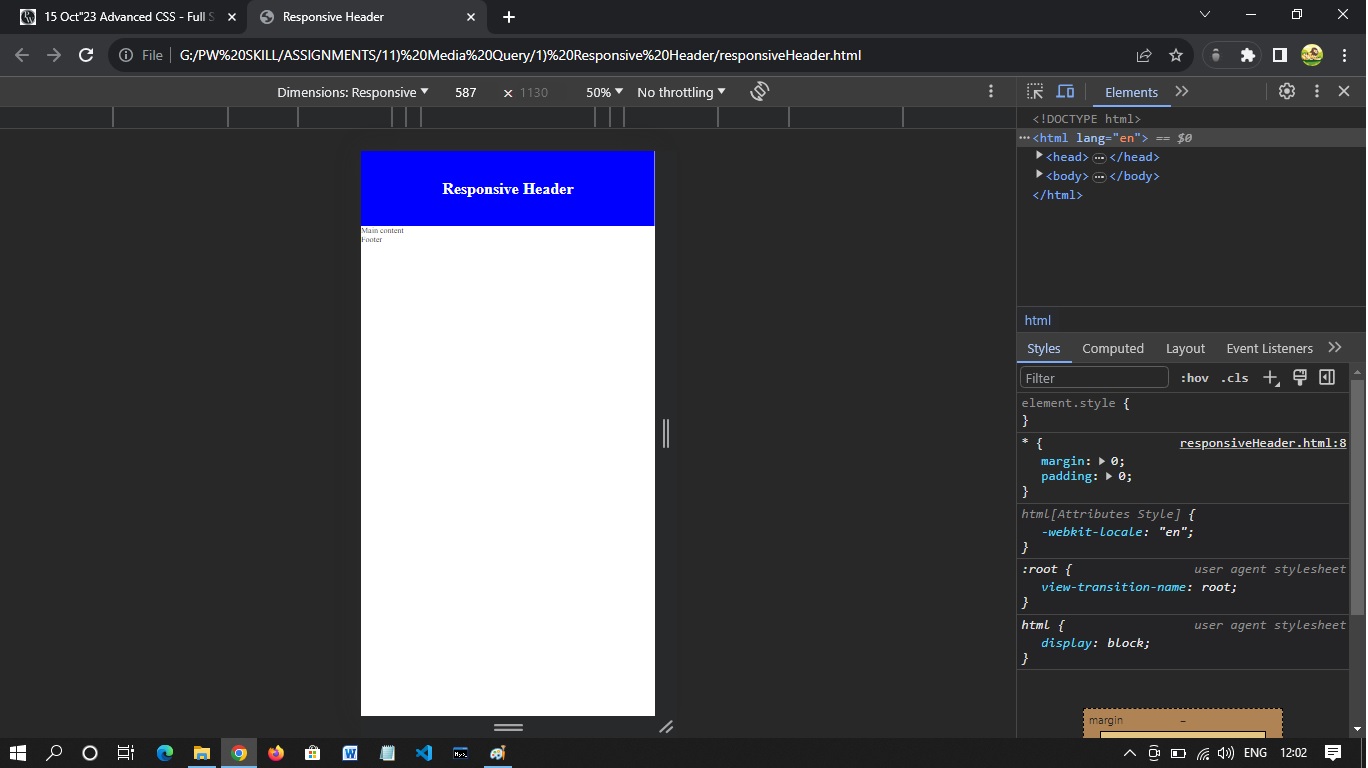 15 Oct"23 Advanced CSS - Full S
Responsive Header
File
G:/PW%20SKILL/ASSIGNMENTS/11)%20Media%20Query/1)%20Responsive%20Header/responsiveHeader.html
Dimensions: Responsive 587 × 1130 50% No throttling
Elements
<!DOCTYPE html>
<html lang="en"> == $0
<head> … </head>
<body> … </body>
</html>
Responsive Header
Main content
Footer
html
Styles Computed Layout Event Listeners
Filter :hov .cls
element.style {
}
* { responsiveHeader.html:8
margin: 0;
padding: 0;
}
html[Attributes Style] {
-webkit-locale: "en";
}
:root { user agent stylesheet
view-transition-name: root;
}
html { user agent stylesheet
display: block;
}
margin –
ENG 12:02